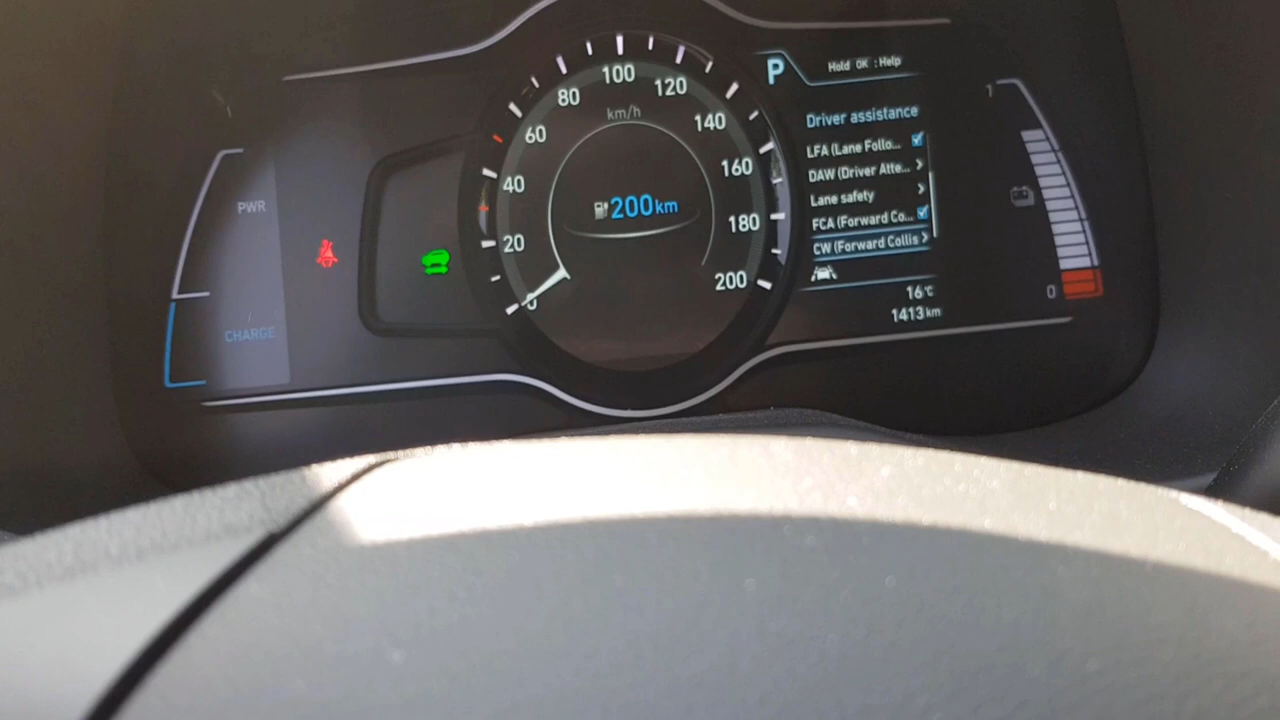 PWR
CHARGE
0
20
40
60
80
100
120
140
160
180
200
km/h
200km
P
Hold OK : Help
Driver assistance
LFA (Lane Follo...
DAW (Driver Atte...
Lane safety
FCA (Forward Co...
CW (Forward Collis
16°C
1413 km
1
0